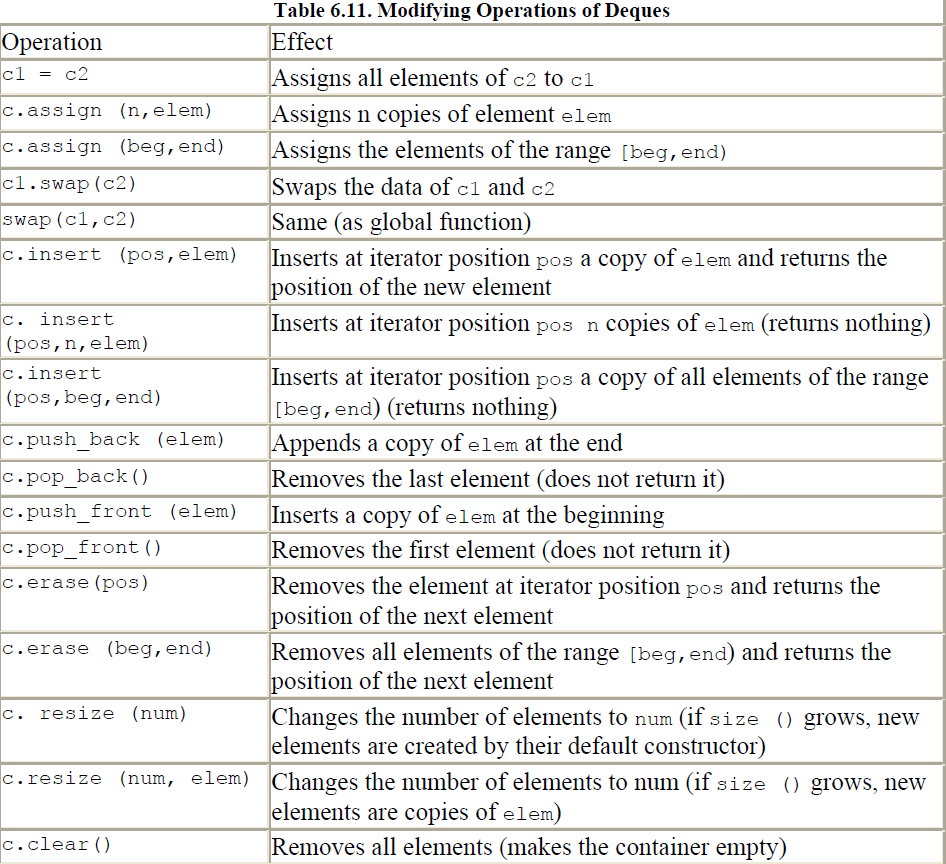 Table 6.11. Modifying Operations of Deques
Operation Effect
c1 = c2 Assigns all elements of c2 to c1
c.assign (n,elem) Assigns n copies of element elem
c.assign (beg,end) Assigns the elements of the range [beg,end)
c1.swap(c2) Swaps the data of c1 and c2
swap(c1,c2) Same (as global function)
c.insert (pos,elem) Inserts at iterator position pos a copy of elem and returns the
position of the new element
c. insert Inserts at iterator position pos n copies of elem (returns nothing)
(pos,n,elem)
c.insert Inserts at iterator position pos a copy of all elements of the range
(pos,beg,end) [beg,end) (returns nothing)
c.push_back (elem) Appends a copy of elem at the end
c.pop_back() Removes the last element (does not return it)
c.push_front (elem) Inserts a copy of elem at the beginning
c.pop_front() Removes the first element (does not return it)
c.erase(pos) Removes the element at iterator position pos and returns the
position of the next element
c.erase (beg,end) Removes all elements of the range [beg,end) and returns the
position of the next element
c. resize (num) Changes the number of elements to num (if size () grows, new
elements are created by their default constructor)
c.resize (num, elem) Changes the number of elements to num (if size () grows, new
elements are copies of elem)
c.clear() Removes all elements (makes the container empty)